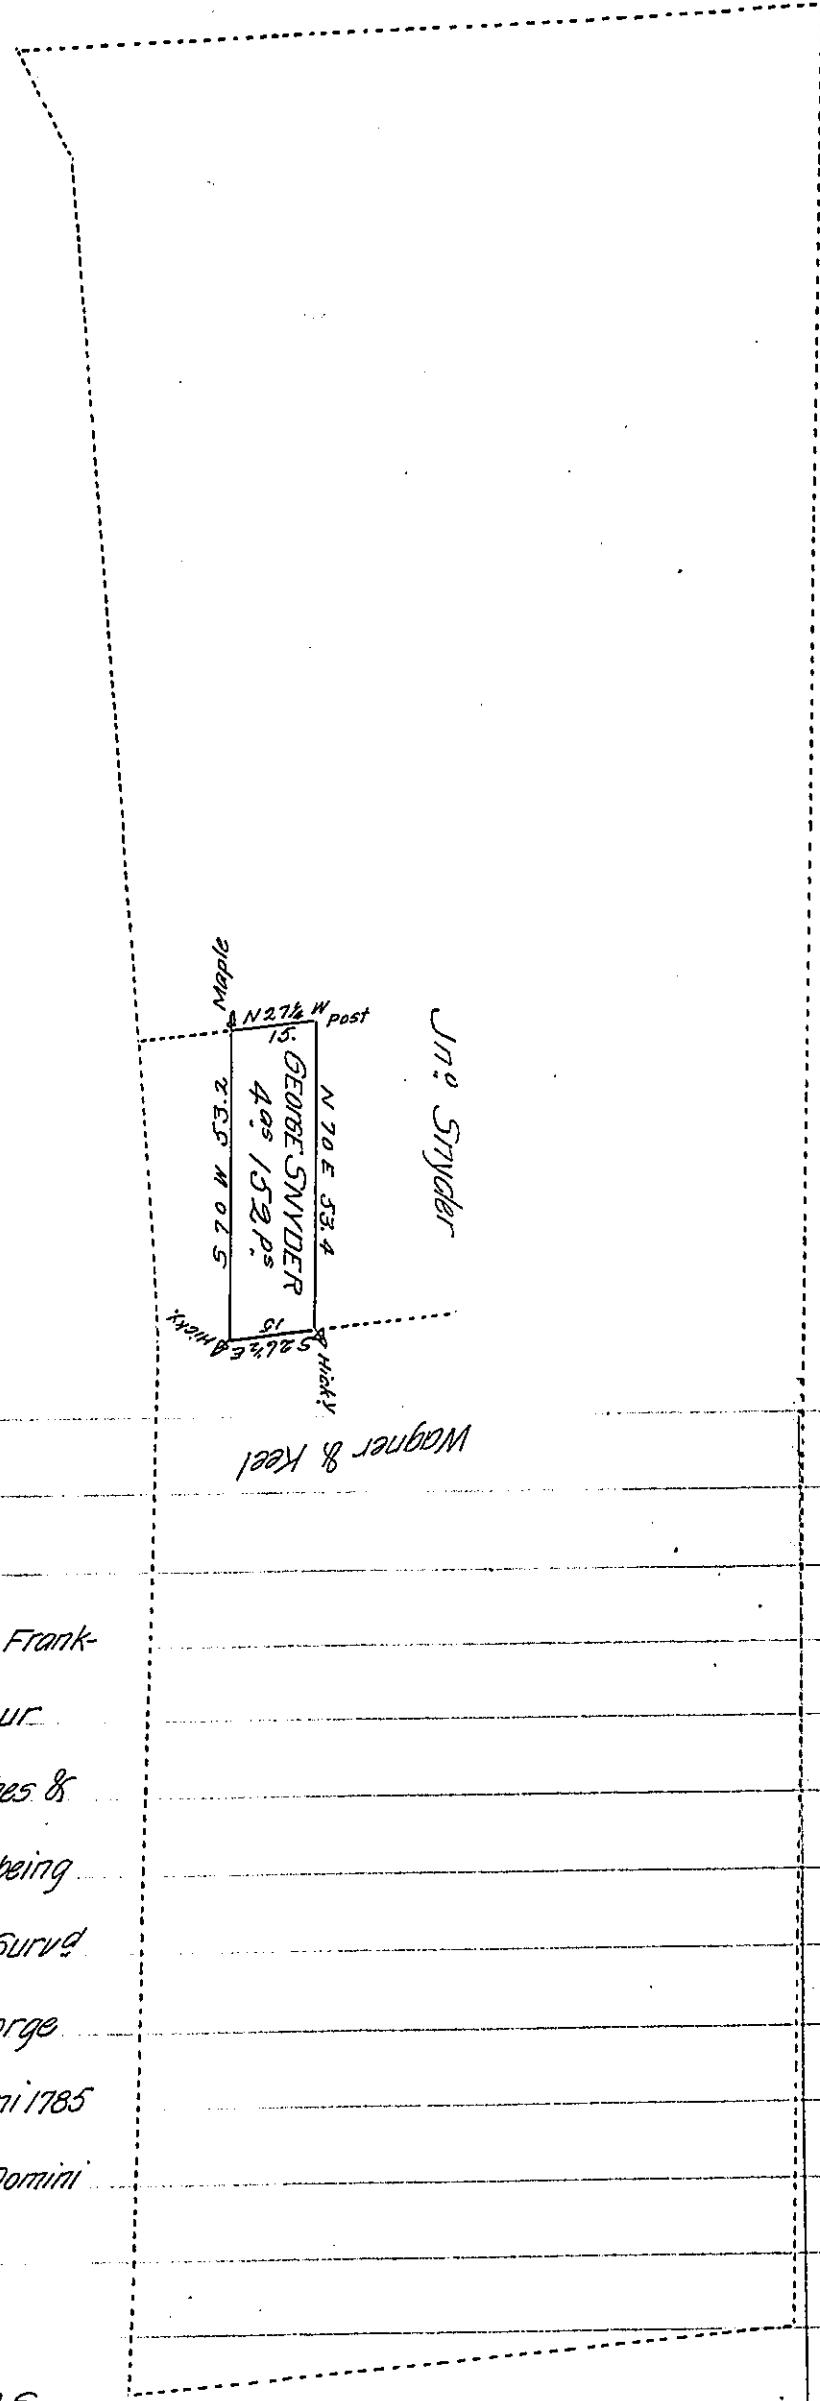 Maple
N 27¼ W
15.
Post
GEORGE SNYDER
4 as 152 ps
N 70 E 53.4
S 70 W 53.2
S 26½ E
15
Hicky.
Hicky
Jno. Snyder
Wagner & Keel
Frank-
ur
es &
being
Survd
orge
ni 1785
Domini